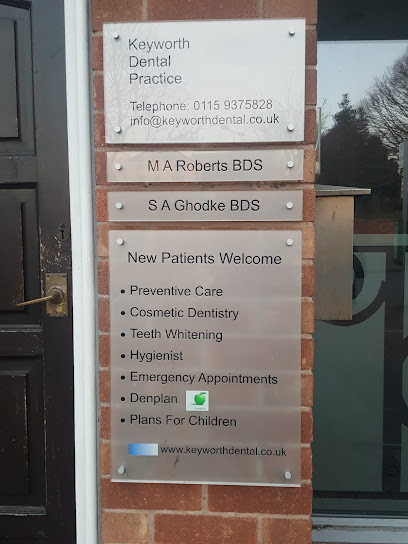 Keyworth
Dental
Practice
Telephone: 0115 9375828
info@keyworthdental.co.uk
M A Roberts BDS
S A Ghodke BDS
New Patients Welcome
• Preventive Care
• Cosmetic Dentistry
• Teeth Whitening
• Hygienist
• Emergency Appointments
• Denplan
• Plans For Children
www.keyworthdental.co.uk